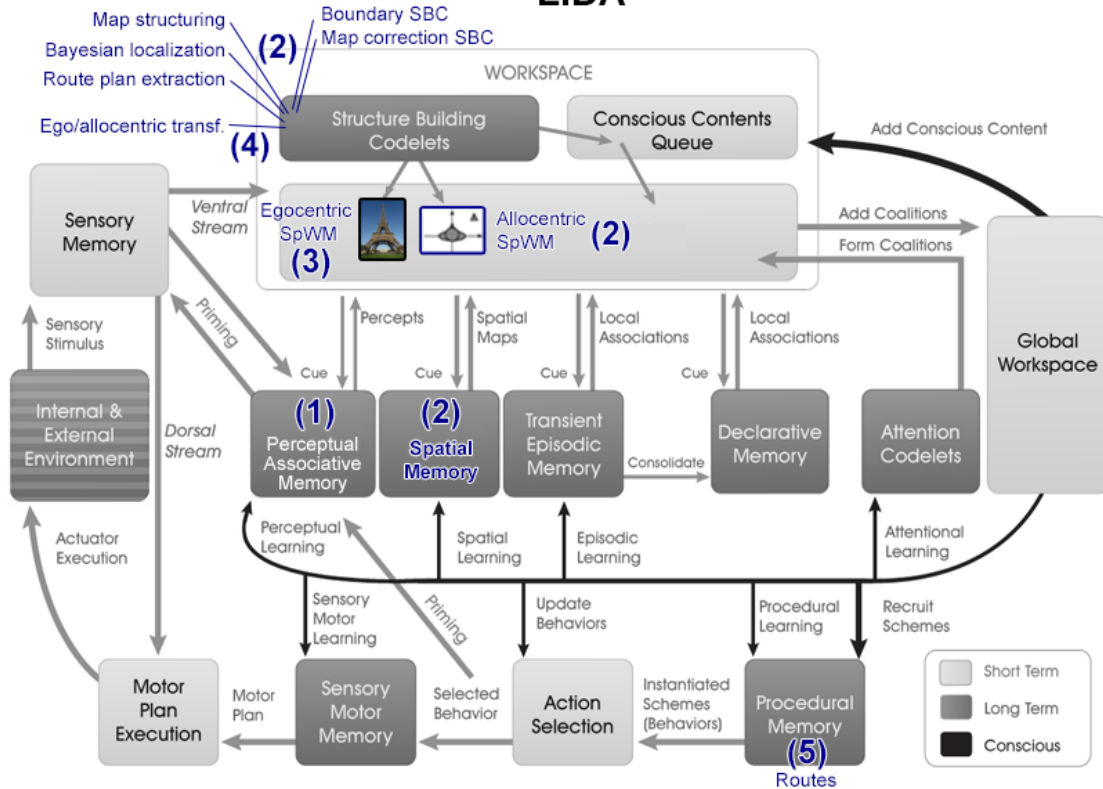 LIDA
Map structuring
Bayesian localization
Route plan extraction
Ego/allocentric transf.
(2)
(4)
Boundary SBC
Map correction SBC
WORKSPACE
Structure Building
Codelets
Conscious Contents
Queue
Add Conscious Content
Sensory
Memory
Ventral
Stream
Egocentric
SpWM
(3)
Allocentric
SpWM
(2)
Add Coalitions
Form Coalitions
Global
Workspace
Sensory
Stimulus
Priming
Percepts
Cue
Spatial
Maps
Cue
Local
Associations
Cue
Local
Associations
Cue
Internal &
External
Environment
Dorsal
Stream
(1)
Perceptual
Associative
Memory
(2)
Spatial
Memory
Transient
Episodic
Memory
Consolidate
Declarative
Memory
Attention
Codelets
Actuator
Execution
Perceptual
Learning
Spatial
Learning
Episodic
Learning
Attentional
Learning
Sensory
Motor
Learning
Priming
Update
Behaviors
Procedural
Learning
Recruit
Schemes
Motor
Plan
Execution
Motor
Plan
Sensory
Motor
Memory
Selected
Behavior
Action
Selection
Instantiated
Schemes
(Behaviors)
Procedural
Memory
(5)
Routes
Short Term
Long Term
Conscious